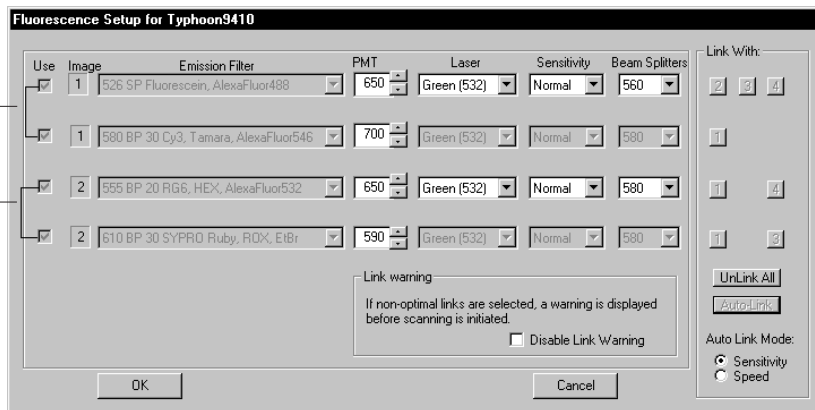 Fluorescence Setup for Typhoon9410
Use Image Emission Filter PMT Laser Sensitivity Beam Splitters Link With:
1 526 SP Fluorescein, AlexaFluor488 650 Green (532) Normal 560 2 3 4
1 580 BP 30 Cy3, Tamara, AlexaFluor546 700 Green (532) Normal 580 1
2 555 BP 20 RG6, HEX, AlexaFluor532 650 Green (532) Normal 580 1 4
2 610 BP 30 SYPRO Ruby, ROX, EtBr 590 Green (532) Normal 580 1 3
Link warning
If non-optimal links are selected, a warning is displayed
before scanning is initiated.
Disable Link Warning
UnLink All
Auto-Link
Auto Link Mode:
Sensitivity
Speed
OK Cancel